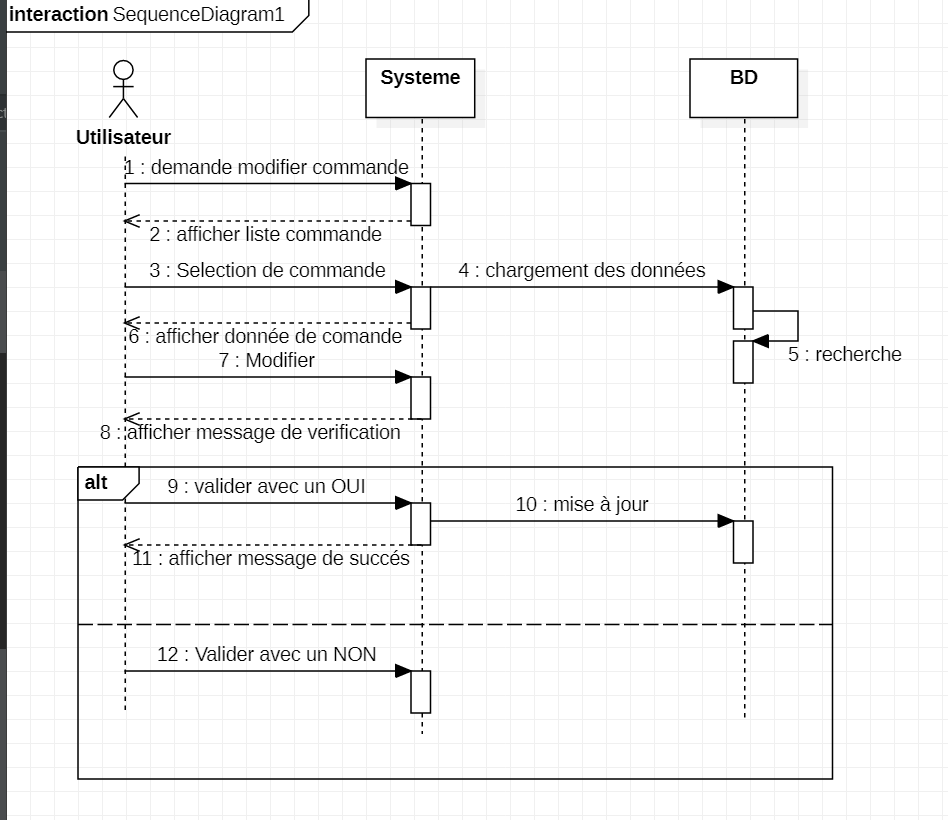 interaction SequenceDiagram1
Systeme
BD
Utilisateur
1 : demande modifier commande
2 : afficher liste commande
3 : Selection de commande
4 : chargement des données
6 : afficher donnée de comande
5 : recherche
7 : Modifier
8 : afficher message de verification
alt
9 : valider avec un OUI
10 : mise à jour
11 : afficher message de succés
12 : Valider avec un NON